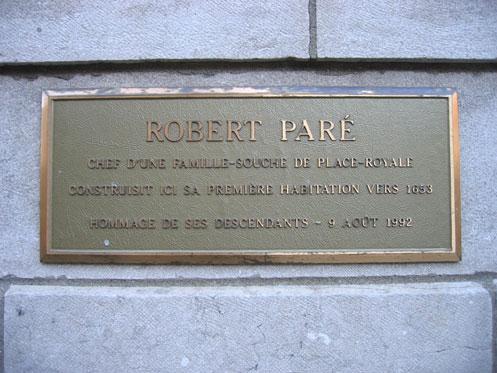 ROBERT PARÉ
CHEF D'UNE FAMILLE-SOUCHE DE PLACE-ROYALE
CONSTRUISIT ICI SA PREMIÈRE HABITATION VERS 1653
HOMMAGE DE SES DESCENDANTS - 9 AOÛT 1992